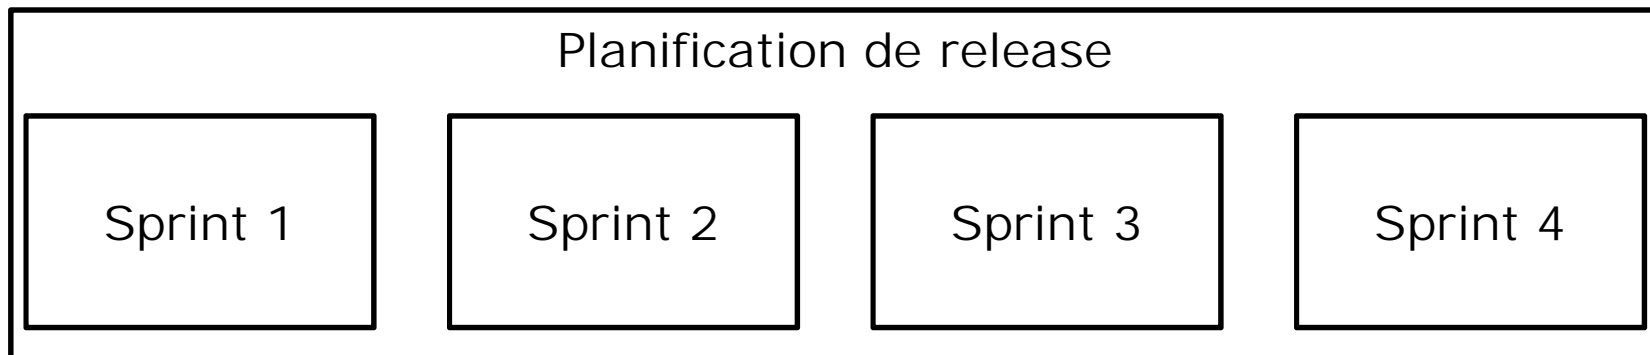 Planification de release
Sprint 1
Sprint 2
Sprint 3
Sprint 4